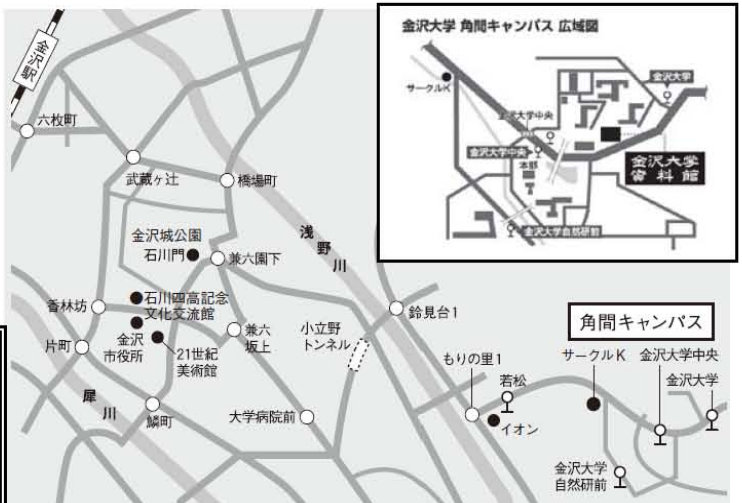 金沢駅
六枚町
武蔵ヶ辻
橋場町
金沢城公園
石川門
兼六園下
浅野川
香林坊
石川四高記念
文化交流館
金沢
市役所
21世紀
美術館
兼六
坂上
小立野
トンネル
鈴見台1
片町
犀川
鱗町
大学病院前
もりの里1
若松
イオン
角間キャンパス
サークルK
金沢大学中央
金沢大学
金沢大学
自然研前
金沢大学 角間キャンパス 広域図
サークルK
金沢大学
金沢大学中央
金沢大学中央
本部
金沢大学
資料館
金沢大学自然研前